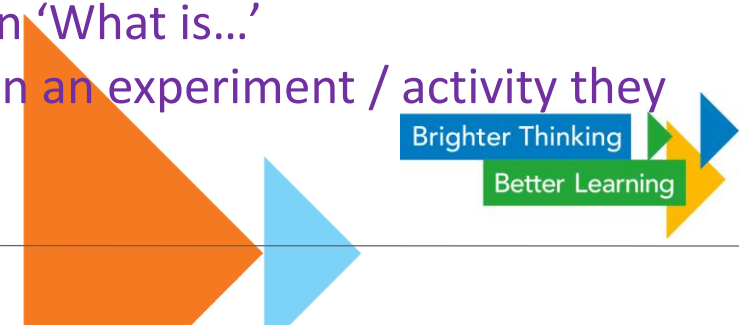 n ‘What is…’
n an experiment / activity they
Brighter Thinking
Better Learning